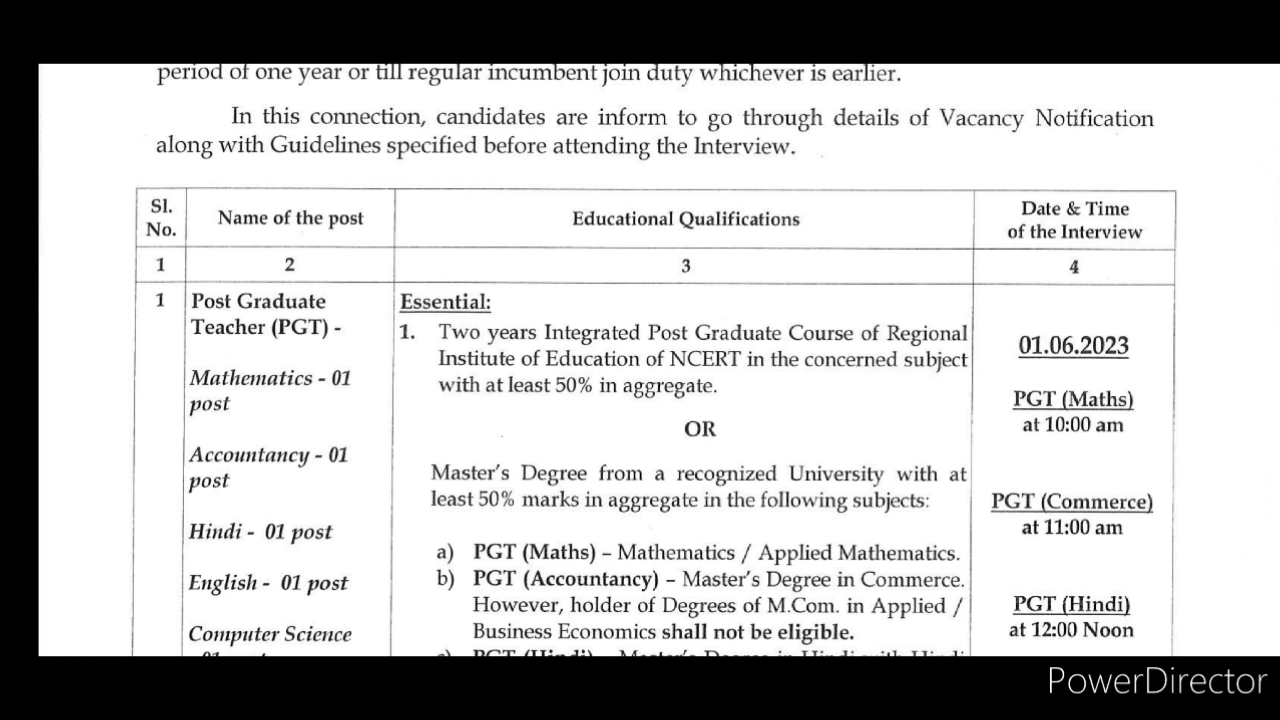 period of one year or till regular incumbent join duty whichever is earlier.
In this connection, candidates are inform to go through details of Vacancy Notification
along with Guidelines specified before attending the Interview.
Sl.
No.
Name of the post
Educational Qualifications
Date & Time
of the Interview
1
2
3
4
1
Post Graduate
Teacher (PGT) -
Mathematics - 01
post
Accountancy - 01
post
Hindi - 01 post
English - 01 post
Computer Science
Essential:
1. Two years Integrated Post Graduate Course of Regional
Institute of Education of NCERT in the concerned subject
with at least 50% in aggregate.
OR
Master's Degree from a recognized University with at
least 50% marks in aggregate in the following subjects:
a) PGT (Maths) – Mathematics / Applied Mathematics.
b) PGT (Accountancy) – Master's Degree in Commerce.
However, holder of Degrees of M.Com. in Applied /
Business Economics shall not be eligible.
01.06.2023
PGT (Maths)
at 10:00 am
PGT (Commerce)
at 11:00 am
PGT (Hindi)
at 12:00 Noon
PowerDirector